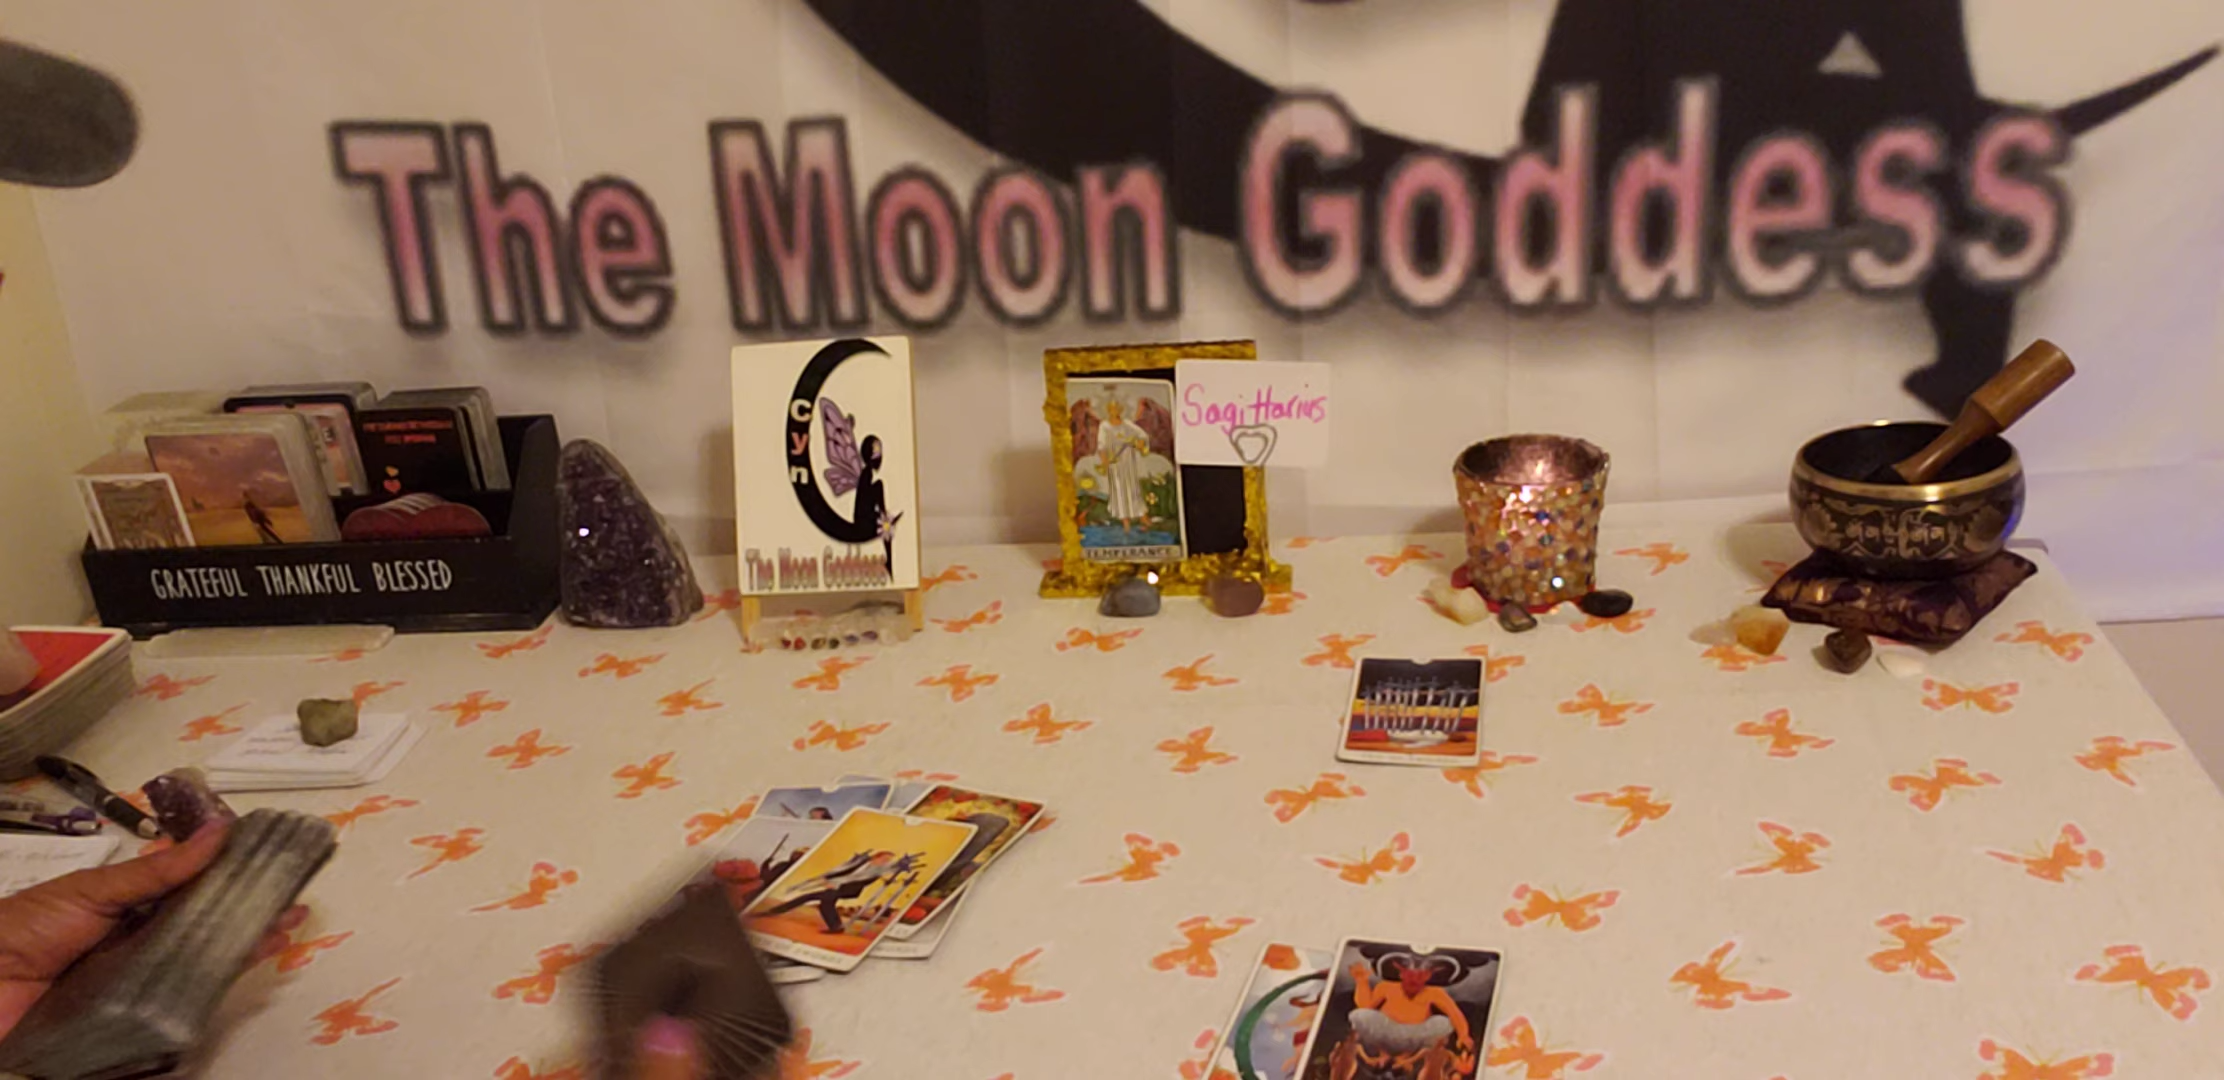 The Moon Goddess
Cyn
The Moon Goddess
Sagittarius
TEMPERANCE
GRATEFUL THANKFUL BLESSED